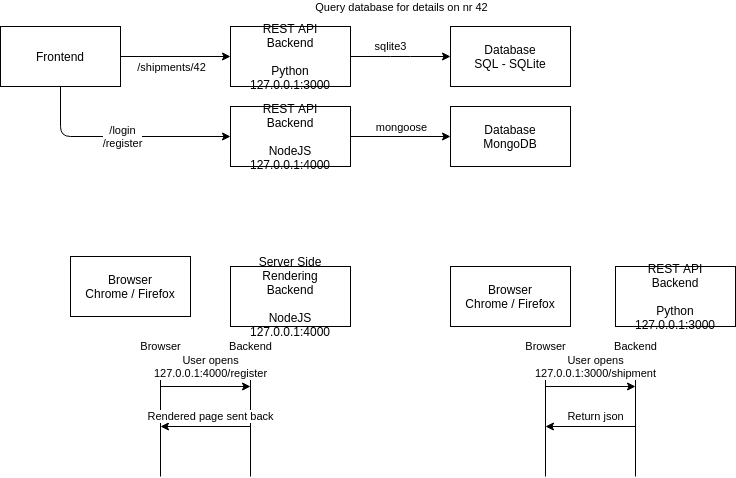 Query database for details on nr 42
REST API
Backend
Python
127.0.0.1:3000
Frontend
/shipments/42
sqlite3
Database
SQL - SQLite
REST API
Backend
NodeJS
127.0.0.1:4000
/login
/register
mongoose
Database
MongoDB
Browser
Chrome / Firefox
Server Side
Rendering
Backend
NodeJS
127.0.0.1:4000
Browser
Backend
User opens
127.0.0.1:4000/register
Rendered page sent back
Browser
Chrome / Firefox
REST API
Backend
Python
127.0.0.1:3000
Browser
Backend
User opens
127.0.0.1:3000/shipment
Return json